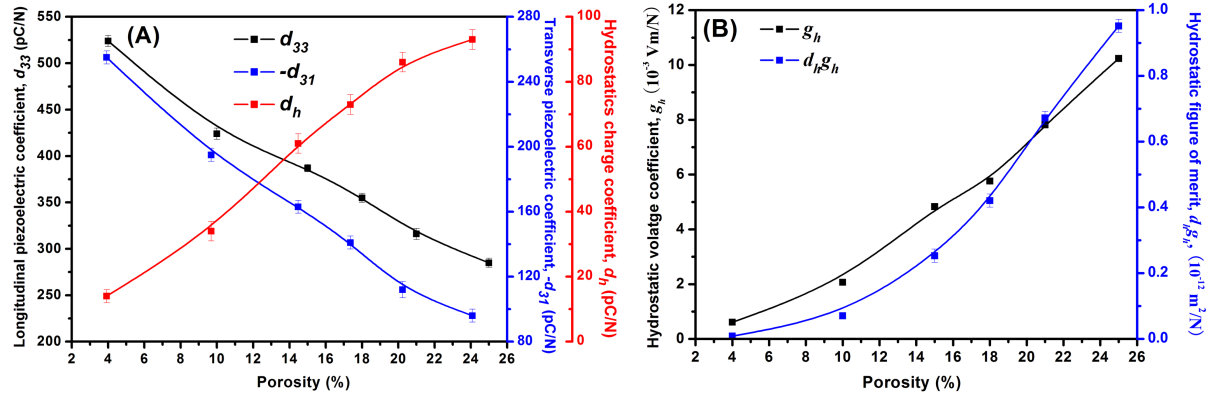 (A)
d33
-d31
dh
Longitudinal piezoelectric coefficient, d33 (pC/N)
550
500
450
400
350
300
250
200
2 4 6 8 10 12 14 16 18 20 22 24 26
Porosity (%)
280
240
200
160
120
80
Transverse piezoelectric coefficient, -d31 (pC/N)
100
80
60
40
20
0
Hydrostatics charge coefficient, dh (pC/N)
(B)
gh
dhgh
Hydrostatic volatge coefficient, gh (10-3 Vm/N)
12
10
8
6
4
2
0
2 4 6 8 10 12 14 16 18 20 22 24 26
Porosity (%)
1.0
0.8
0.6
0.4
0.2
0.0
Hydrostatic figure of merit, dhgh, (10-12 m2/N)